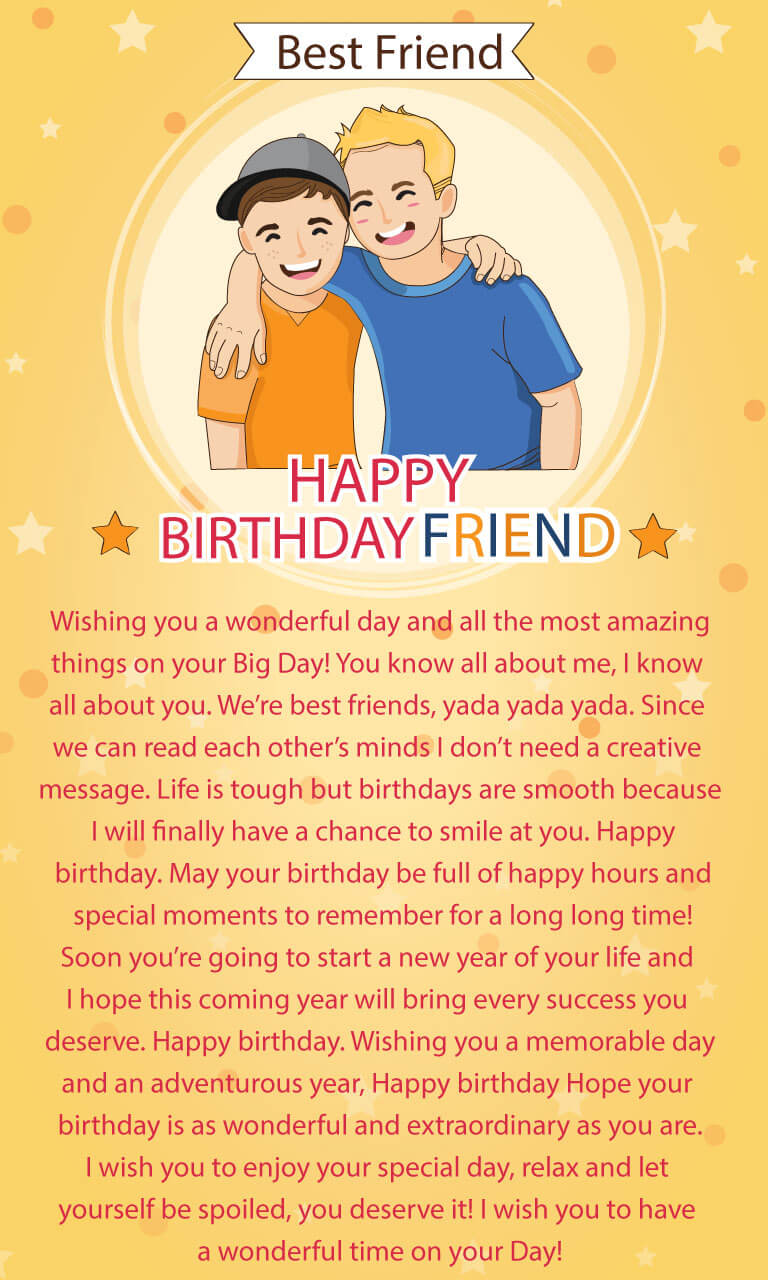 Best Friend
HAPPY
BIRTHDAY FRIEND
Wishing you a wonderful day and all the most amazing
things on your Big Day! You know all about me, I know
all about you. We’re best friends, yada yada yada. Since
we can read each other’s minds I don’t need a creative
message. Life is tough but birthdays are smooth because
I will finally have a chance to smile at you. Happy
birthday. May your birthday be full of happy hours and
special moments to remember for a long long time!
Soon you’re going to start a new year of your life and
I hope this coming year will bring every success you
deserve. Happy birthday. Wishing you a memorable day
and an adventurous year, Happy birthday Hope your
birthday is as wonderful and extraordinary as you are.
I wish you to enjoy your special day, relax and let
yourself be spoiled, you deserve it! I wish you to have
a wonderful time on your Day!